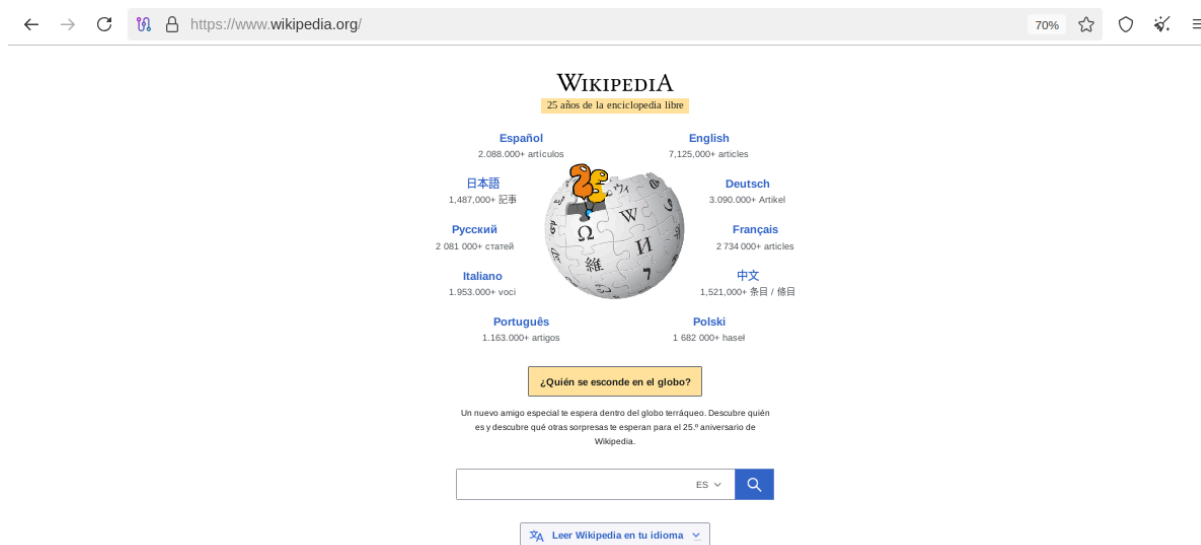 https://www.wikipedia.org/
70%
WIKIPEDIA
25 años de la enciclopedia libre
Español
2.088.000+ artículos
English
7,125,000+ articles
日本語
1,487,000+ 記事
Deutsch
3.090.000+ Artikel
Русский
2 081 000+ статей
Français
2 734 000+ articles
Italiano
1.953.000+ voci
中文
1,521,000+ 条目 / 條目
Português
1.163.000+ artigos
Polski
1 682 000+ haseł
Ω
W
И
維
ウィ
¿Quién se esconde en el globo?
Un nuevo amigo especial te espera dentro del globo terráqueo. Descubre quién
es y descubre qué otras sorpresas te esperan para el 25.º aniversario de
Wikipedia.
ES
Leer Wikipedia en tu idioma